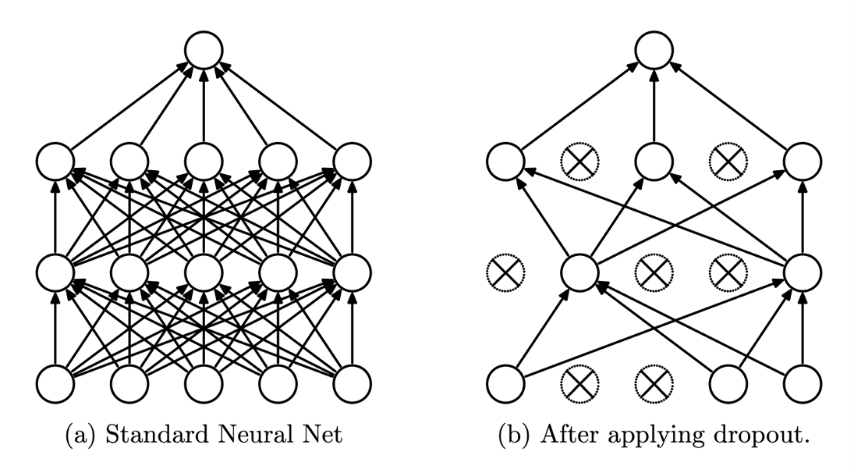 (a) Standard Neural Net
(b) After applying dropout.